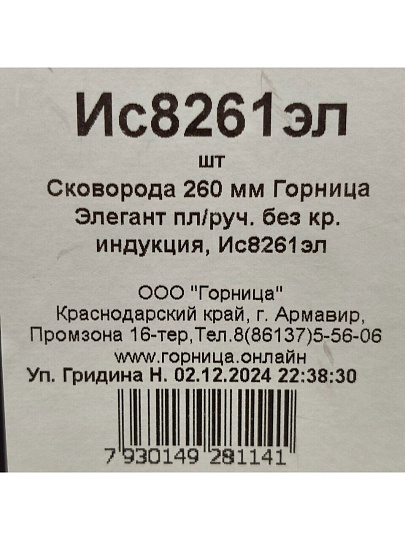 Ис8261эл
шт
Сковорода 260 мм Горница
Элегант пл/руч. без кр.
индукция, Ис8261эл
ООО "Горница"
Краснодарский край, г. Армавир,
Промзона 16-тер,Тел.8(86137)5-56-06
www.горница.онлайн
Уп. Гридина Н. 02.12.2024 22:38:30
7 930149 281141